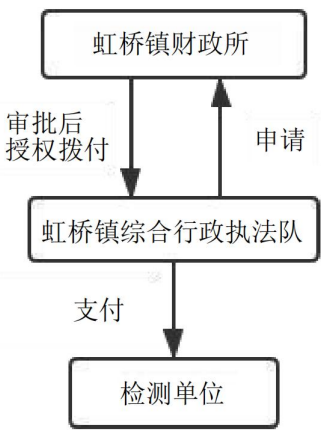 虹桥镇财政所
审批后
授权拨付
申请
虹桥镇综合行政执法队
支付
检测单位